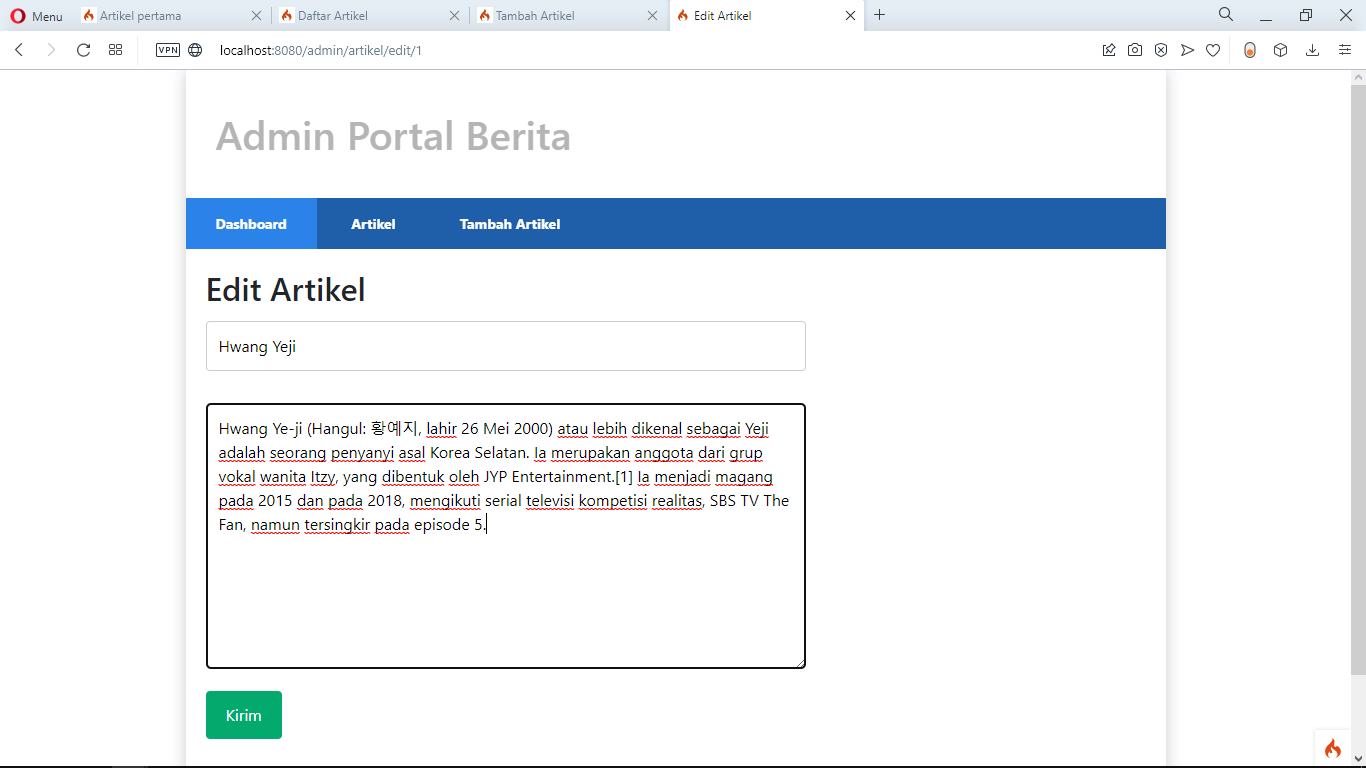 Menu
Artikel pertama
Daftar Artikel
Tambah Artikel
Edit Artikel
VPN
localhost:8080/admin/artikel/edit/1
Admin Portal Berita
Dashboard
Artikel
Tambah Artikel
Edit Artikel
Hwang Yeji
Hwang Ye-ji (Hangul: 황예지, lahir 26 Mei 2000) atau lebih dikenal sebagai Yeji
adalah seorang penyanyi asal Korea Selatan. Ia merupakan anggota dari grup
vokal wanita Itzy, yang dibentuk oleh JYP Entertainment.[1] Ia menjadi magang
pada 2015 dan pada 2018, mengikuti serial televisi kompetisi realitas, SBS TV The
Fan, namun tersingkir pada episode 5.
Kirim